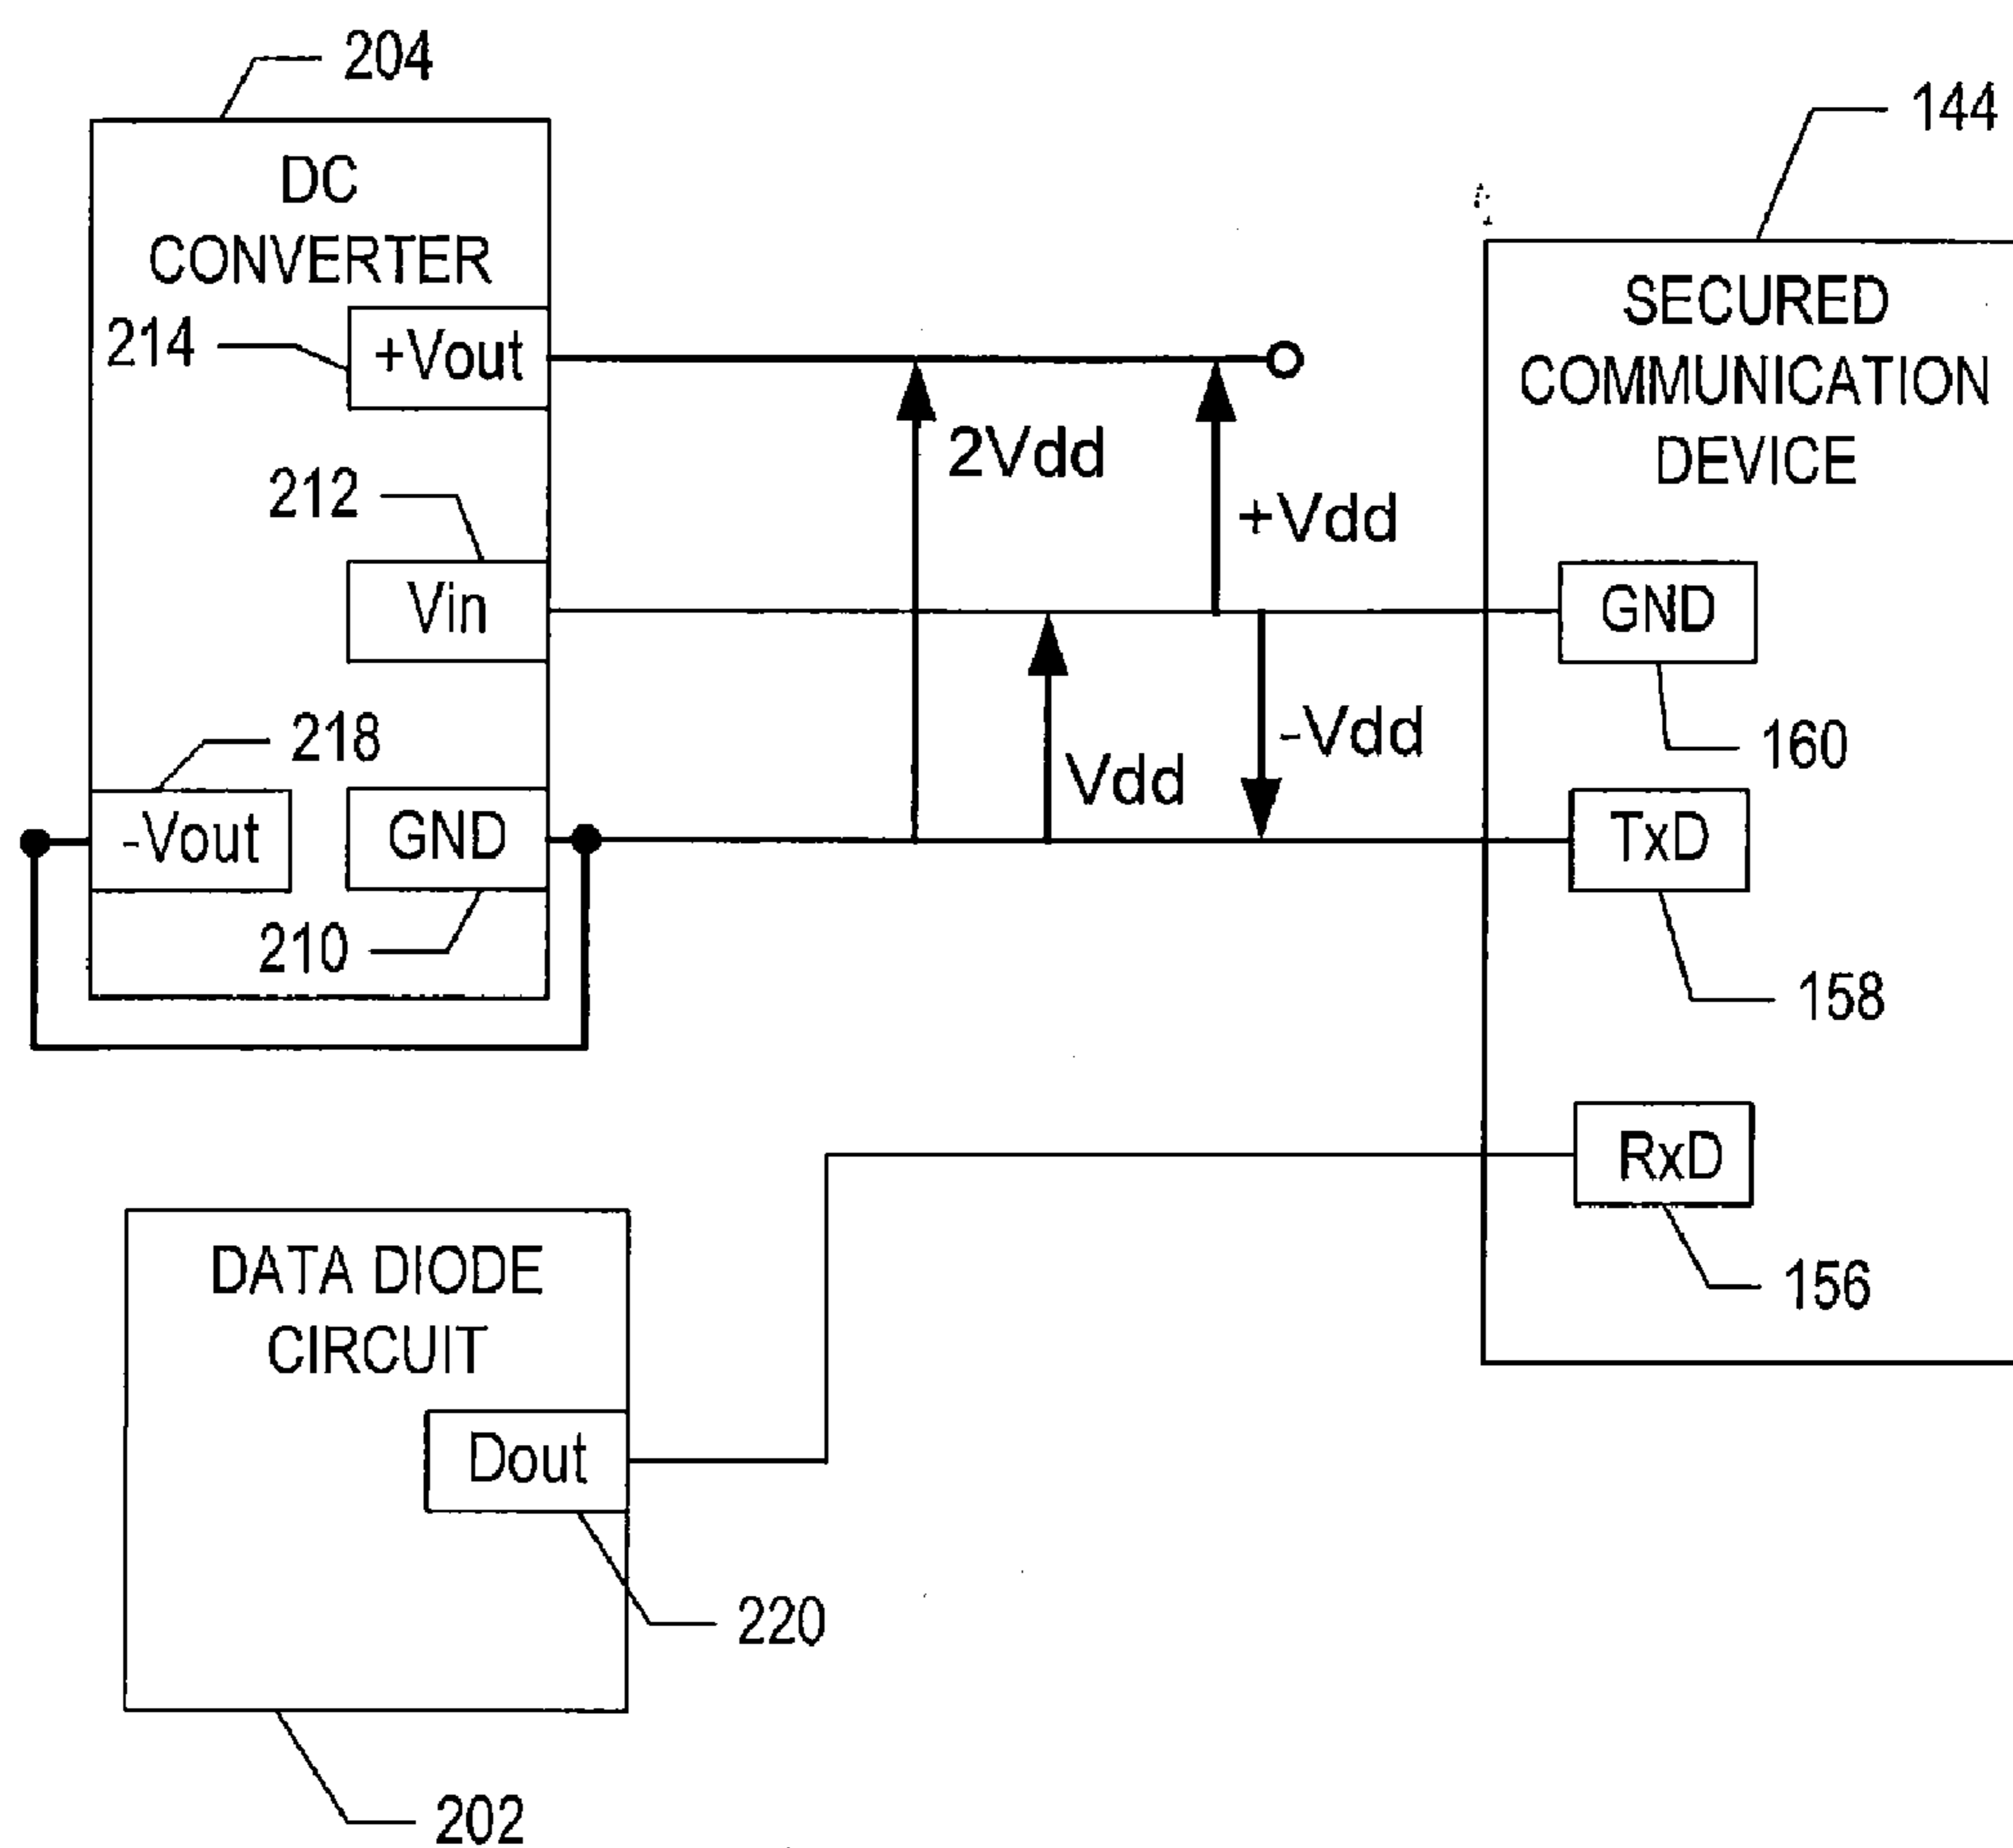 204
144
DC
CONVERTER
SECURED
COMMUNICATION
DEVICE
214
+Vout
2Vdd
212
+Vdd
Vin
GND
218
-Vdd
160
Vdd
-Vout
GND
TxD
210
158
RxD
DATA DIODE
CIRCUIT
156
Dout
220
202